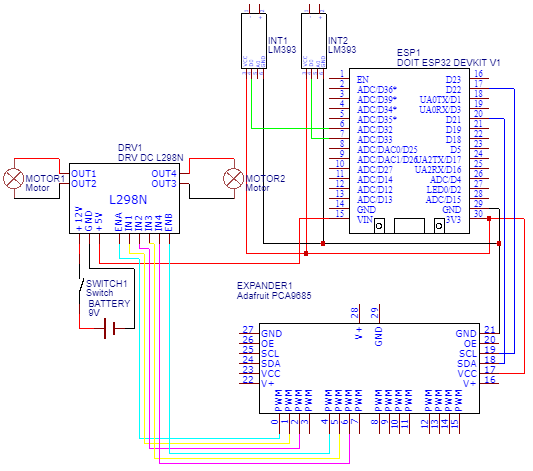 INT1
LM393
INT2
LM393
- +
- +
VCC
DO
AO
GND
VCC
DO
AO
GND
ESP1
DOIT ESP32 DEVKIT V1
1 EN D23 16
2 ADC/D36* D22 17
3 ADC/D39* UA0TX/D1 18
4 ADC/D34* UA0RX/D3 19
5 ADC/D35* D21 20
6 ADC/D32 D19 21
7 ADC/D33 D18 22
8 ADC/DAC0/D25 D5 23
9 ADC/DAC1/D26 UA2TX/D17 24
10 ADC/D27 UA2RX/D16 25
11 ADC/D14 ADC/D4 26
12 ADC/D12 LED0/D2 27
13 ADC/D13 ADC/D15 28
14 GND GND 29
15 VIN 3V3 30
DRV1
DRV DC L298N
MOTOR1
Motor
OUT1 OUT4
OUT2 OUT3
MOTOR2
Motor
L298N
+12V
GND
+5V
ENA
IN1
IN2
IN3
IN4
ENB
SWITCH1
Switch
BATTERY
9V
EXPANDER1
Adafruit PCA9685
28 29
V+ GND
27 GND GND 21
26 OE OE 20
25 SCL SCL 19
24 SDA SDA 18
23 VCC VCC 17
22 V+ V+ 16
PWM PWM PWM PWM PWM PWM PWM PWM PWM PWM PWM PWM PWM PWM PWM PWM
0 1 2 3 4 5 6 7 8 9 10 11 12 13 14 15